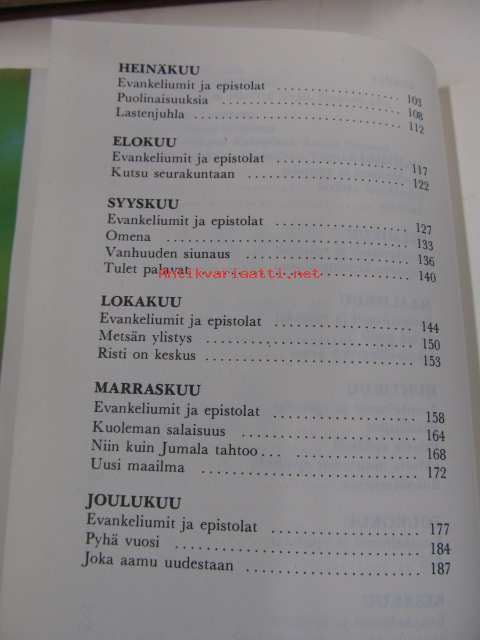 HEINÄKUU
Evankeliumit ja epistolat ................ 103
Puolinaisuuksia ........................ 108
Lastenjuhla ............................ 112
ELOKUU
Evankeliumit ja epistolat ................ 117
Kutsu seurakuntaan .................... 122
SYYSKUU
Evankeliumit ja epistolat ................ 127
Omena ................................ 133
Vanhuuden siunaus .................... 136
Tulet palavat .......................... 140
Antikvariaatti.net
LOKAKUU
Evankeliumit ja epistolat ................ 144
Metsän ylistys .......................... 150
Risti on keskus ........................ 153
MARRASKUU
Evankeliumit ja epistolat ................ 158
Kuoleman salaisuus .................... 164
Niin kuin Jumala tahtoo ... .............. 168
Uusi maailma .......................... 172
JOULUKUU
Evankeliumit ja epistolat ................ 177
Pyhä vuosi ............................ 184
Joka aamu uudestaan .................... 187